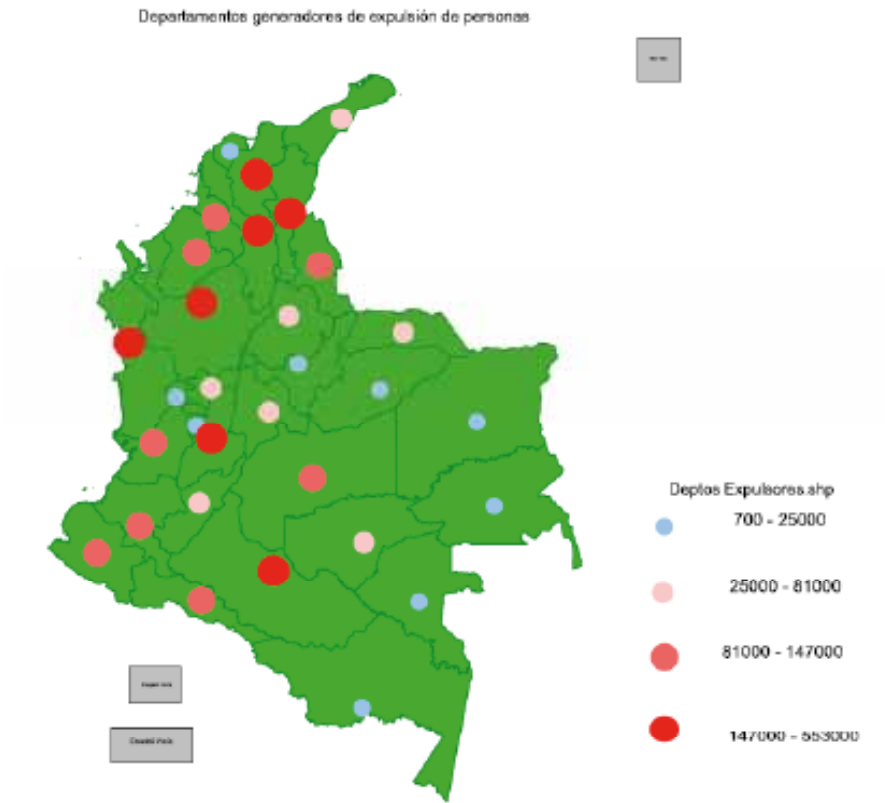 Departamentos generadores de expulsión de personas
Deptos Expulsores.shp
700 - 25000
25000 - 81000
81000 - 147000
147000 - 553000